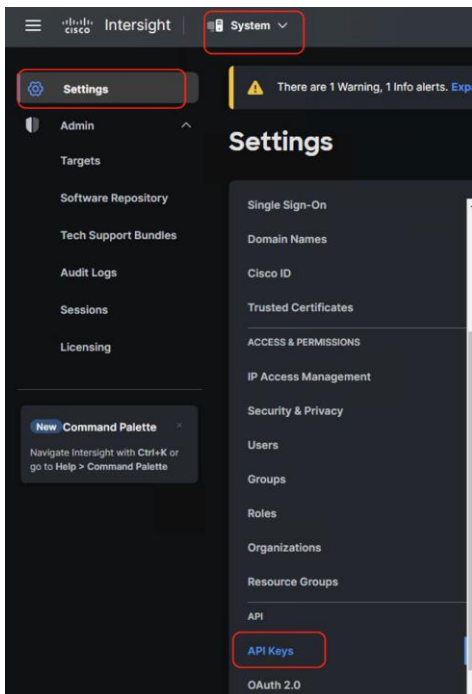 cisco Intersight System
Settings
There are 1 Warning, 1 Info alerts.
Admin
Settings
Targets
Software Repository
Tech Support Bundles
Audit Logs
Sessions
Licensing
New Command Palette
Navigate Intersight with Ctrl+K or
go to Help > Command Palette
Single Sign-On
Domain Names
Cisco ID
Trusted Certificates
ACCESS & PERMISSIONS
IP Access Management
Security & Privacy
Users
Groups
Roles
Organizations
Resource Groups
API
API Keys
OAuth 2.0